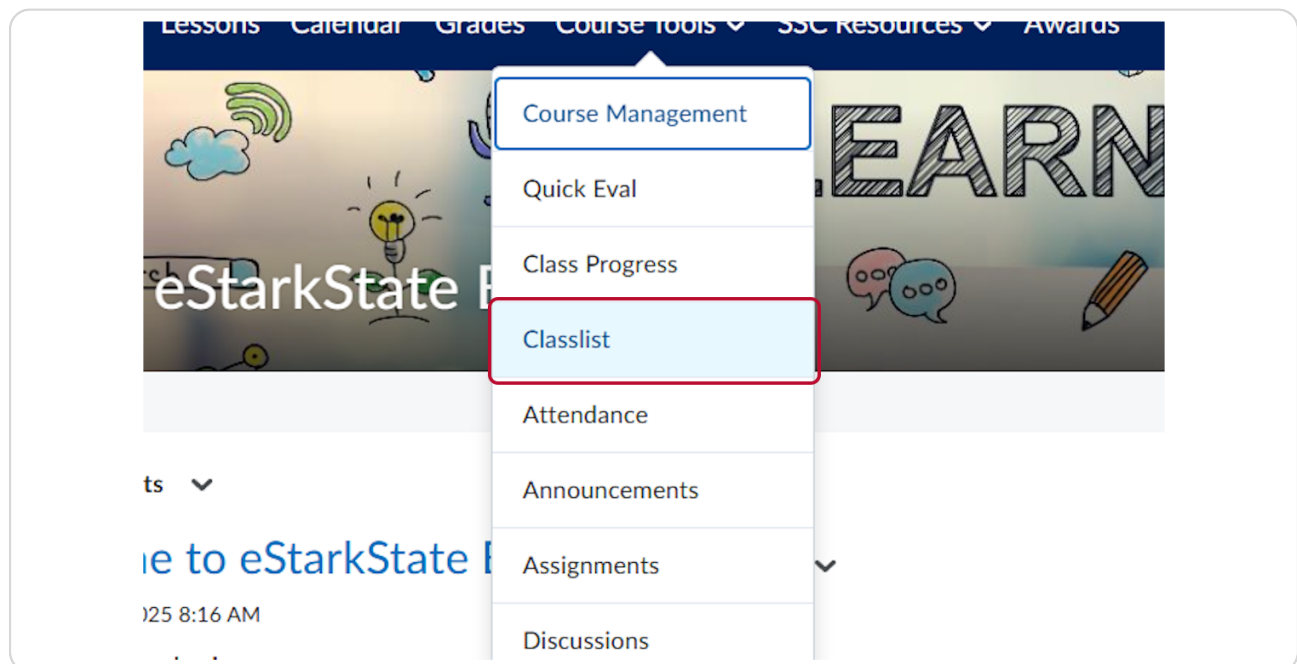 Lessons Calendar Grades Course Tools SSC Resources Awards
Course Management
LEARN
Quick Eval
Class Progress
eStarkState
Classlist
Attendance
ts
Announcements
e to eStarkState
Assignments
025 8:16 AM
Discussions